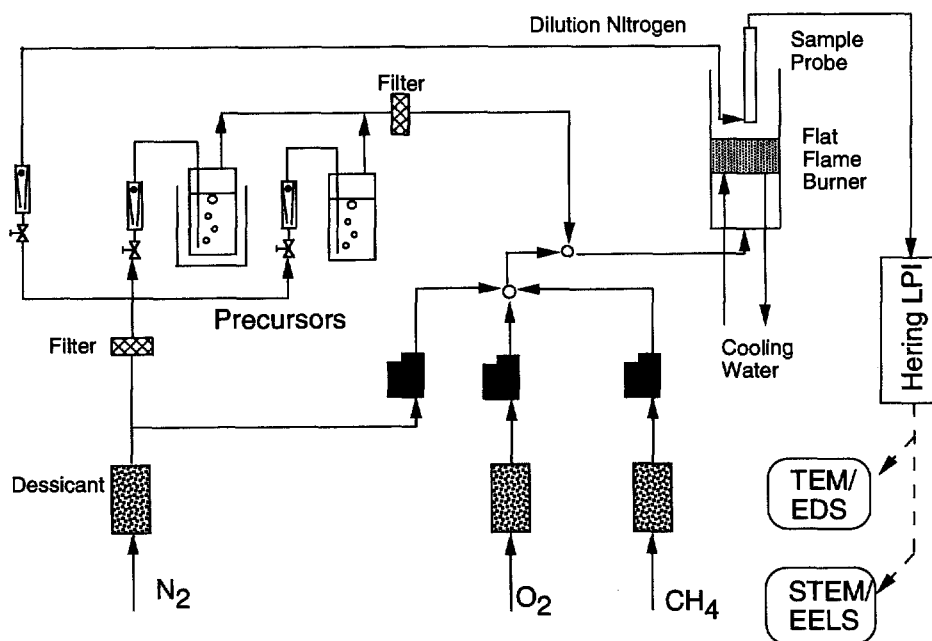 Dilution NItrogen
Sample
Probe
Filter
Flat
Flame
Burner
Precursors
Filter
Cooling
Water
Hering LPI
Dessicant
TEM/
EDS
N2
O2
CH4
STEM/
EELS